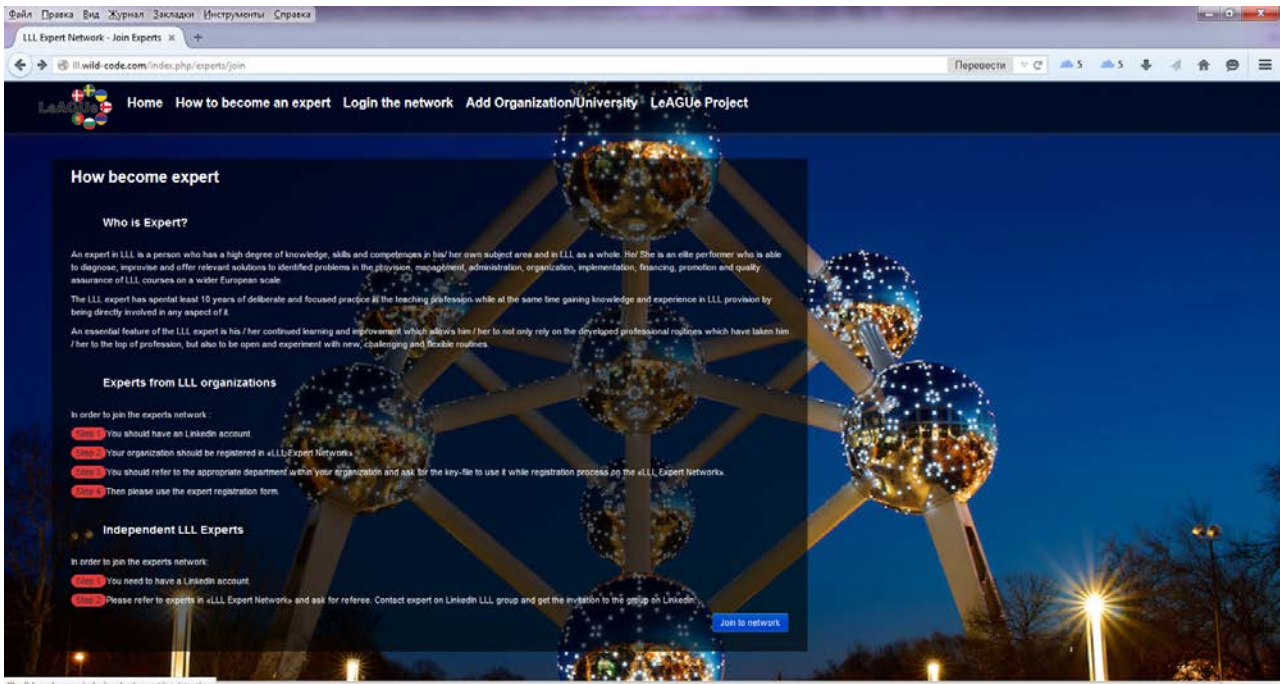 Файл Правка Вид Журнал Закладки Инструменты Справка
LLL Expert Network - Join Experts × +
lll.wild-code.com/index.php/experts/join Перевести 5 5
LeAGUe Home How to become an expert Login the network Add Organization/University LeAGUe Project
How become expert
Who is Expert?
An expert in LLL is a person who has a high degree of knowledge, skills and competences in his/ her own subject area and in LLL as a whole. He/ She is an elite performer who is able
to diagnose, improvise and offer relevant solutions to identified problems in the provision, management, administration, organization, implementation, financing, promotion and quality
assurance of LLL courses on a wider European scale.
The LLL expert has spentat least 10 years of deliberate and focused practice in the teaching profession while at the same time gaining knowledge and experience in LLL provision by
being directly involved in any aspect of it.
An essential feature of the LLL expert is his / her continued learning and improvement which allows him / her to not only rely on the developed professional routines which have taken him
/ her to the top of profession, but also to be open and experiment with new, challenging and flexible routines.
Experts from LLL organizations
In order to join the experts network :
Step 1 You should have an LinkedIn account.
Step 2 Your organization should be registered in «LLL Expert Network»
Step 3 You should refer to the appropriate department within your organization and ask for the key-file to use it while registration process on the «LLL Expert Network».
Step 4 Then please use the expert registration form.
Independent LLL Experts
In order to join the experts network:
Step 1 You need to have a LinkedIn account
Step 2 Please refer to experts in «LLL Expert Network» and ask for referee. Contact expert on LinkedIn LLL group and get the invitation to the group on LinkedIn.
Join to network